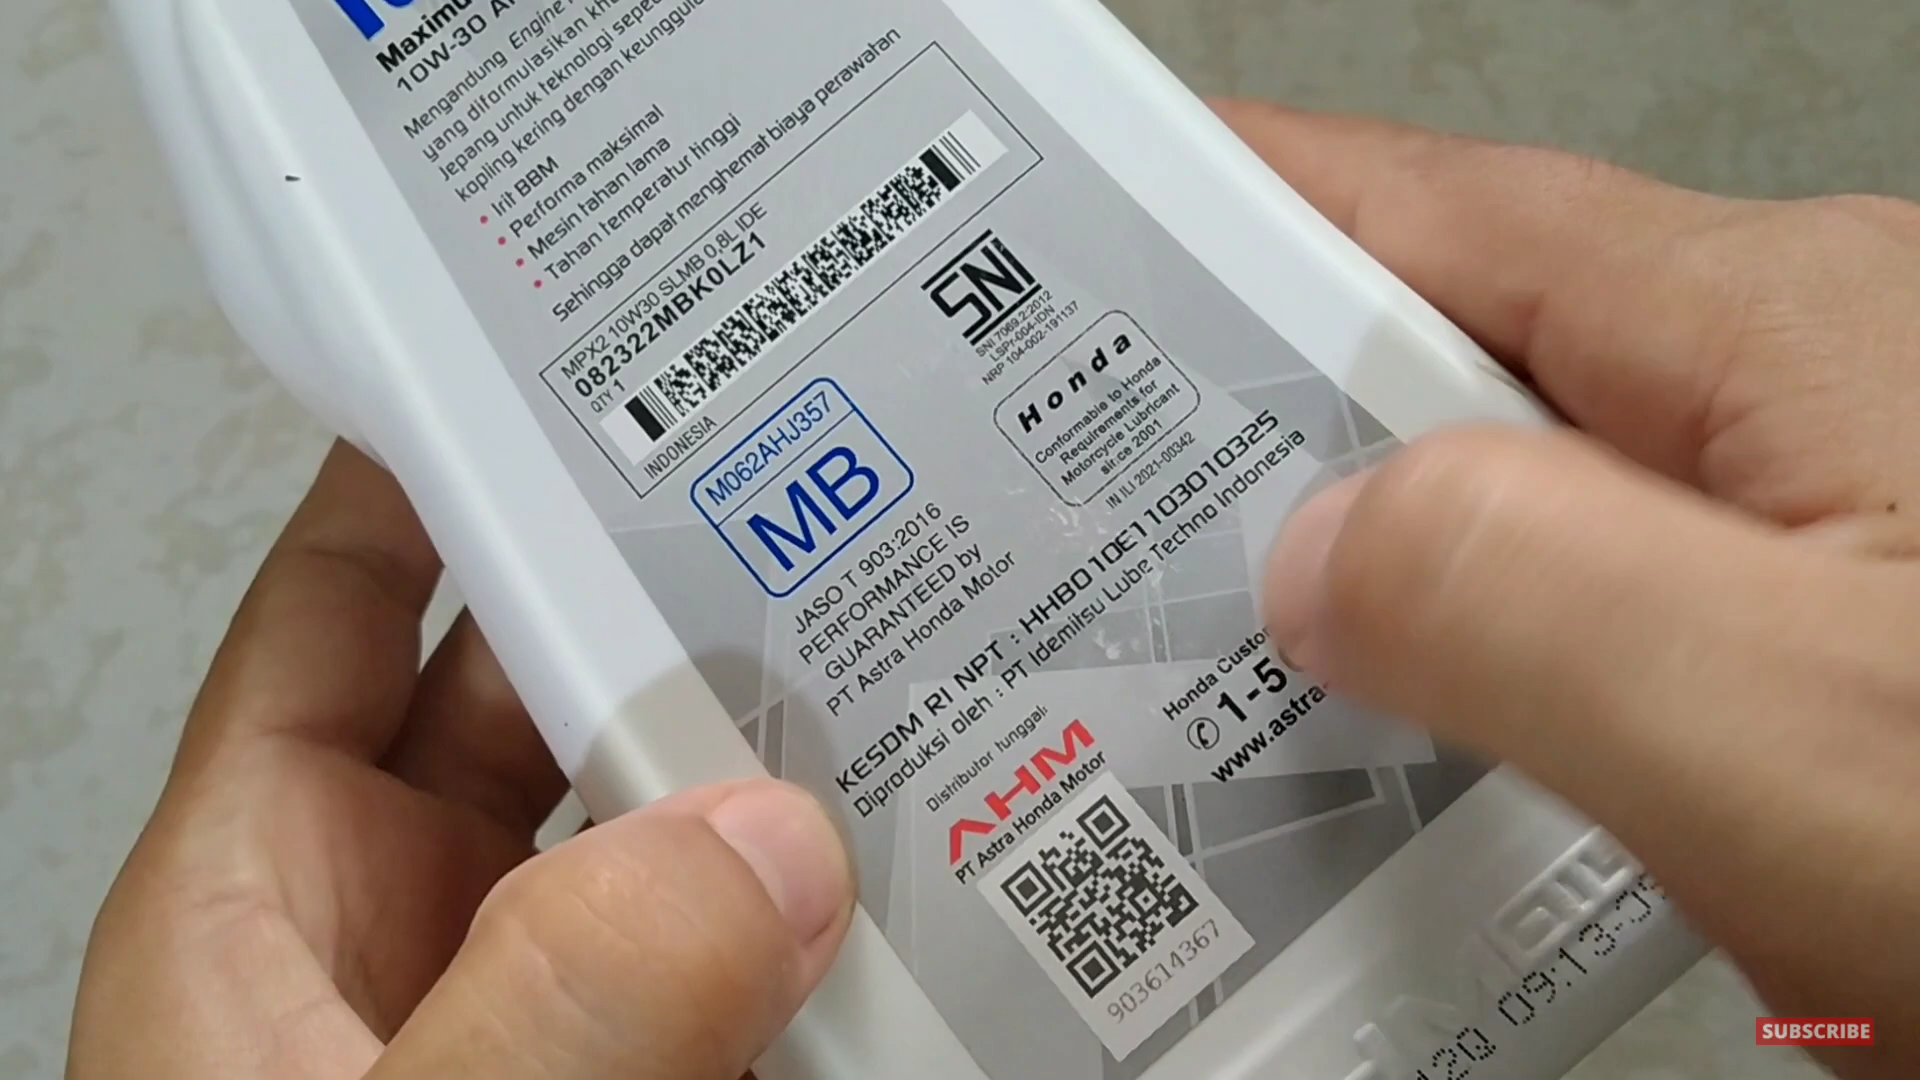 Maximu
10W-30
Mengandung Engine
yang diformulasikan kh
Jepang untuk teknologi sepe
kopling kering dengan keunggul
• Irit BBM
• Performa maksimal
• Mesin tahan lama
• Tahan temperatur tinggi
Sehingga dapat menghemat biaya perawatan
MPX2 10W30 SLMB 0,8L IDE
082322MBK0LZ1
QTY 1
INDONESIA
SNI
SNI 7069.2:2012
LSPr-004-IDN
NRP 104-002-191137
Honda
Conformable to Honda
Requirements for
Motorcycle Lubricant
since 2001
IN ILI 2021-00342
M062AHJ357
MB
JASO T 903:2016
PERFORMANCE IS
GUARANTEED by
PT Astra Honda Motor
KESDM RI NPT : HHBO10E1103010325
Diproduksi oleh : PT Idemitsu Lube Techno Indonesia
Distributor tunggal:
AHM
PT Astra Honda Motor
Honda Custo
1-5
www.astra-
903614367
09:13
SUBSCRIBE